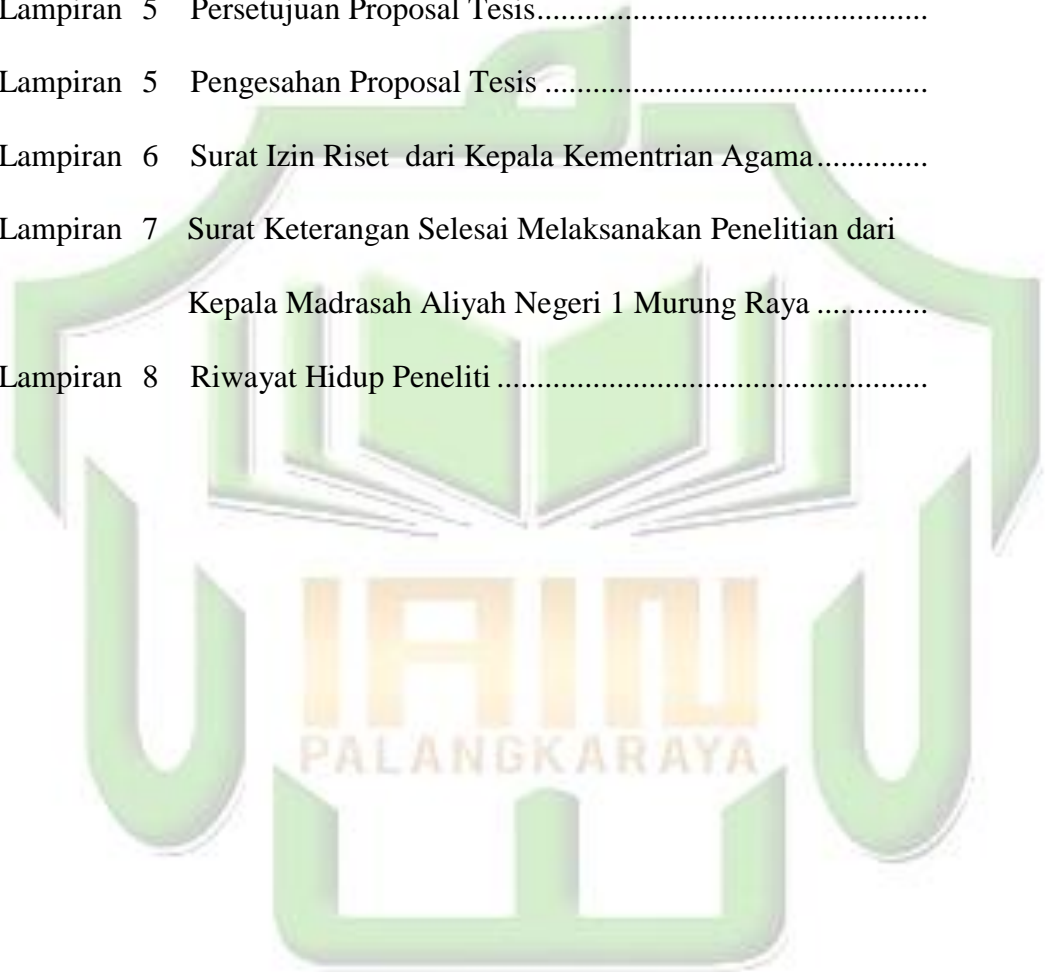 Lampiran 5 Persetujuan Proposal Tesis................................................
Lampiran 5 Pengesahan Proposal Tesis ................................................
Lampiran 6 Surat Izin Riset dari Kepala Kementrian Agama..............
Lampiran 7 Surat Keterangan Selesai Melaksanakan Penelitian dari
Kepala Madrasah Aliyah Negeri 1 Murung Raya ..............
Lampiran 8 Riwayat Hidup Peneliti ......................................................
IAIN
PALANGKARAYA